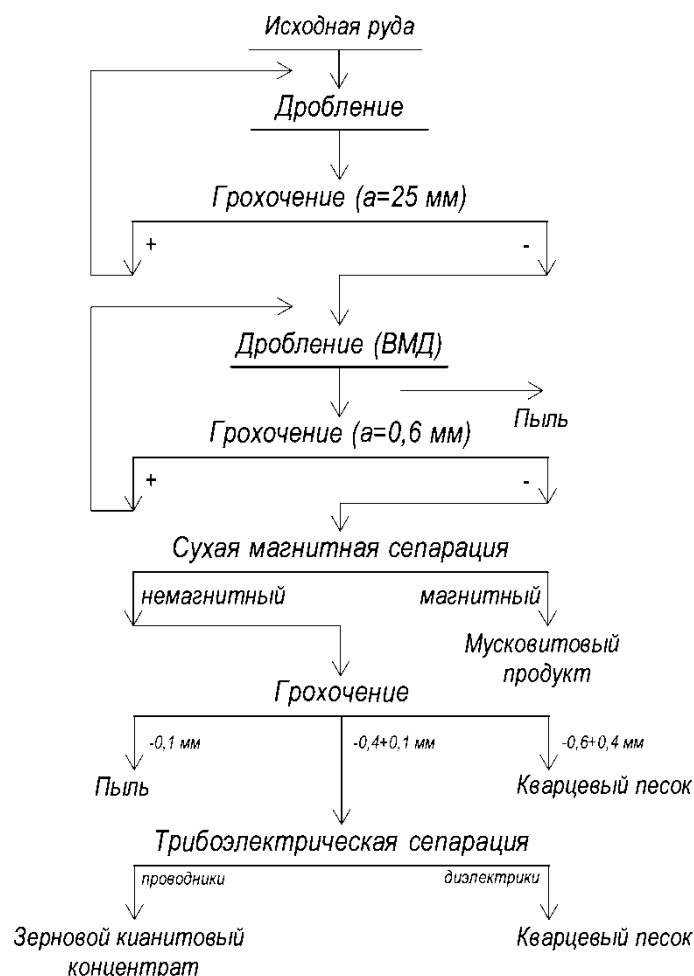 Исходная руда
Дробление
Грохочение (а=25 мм)
+ -
Дробление (ВМД)
Пыль
Грохочение (а=0,6 мм)
+ -
Сухая магнитная сепарация
немагнитный магнитный
Мусковитовый
продукт
Грохочение
-0,1 мм -0,4+0,1 мм -0,6+0,4 мм
Пыль Кварцевый песок
Трибоэлектрическая сепарация
проводники диэлектрики
Зерновой кианитовый Кварцевый песок
концентрат